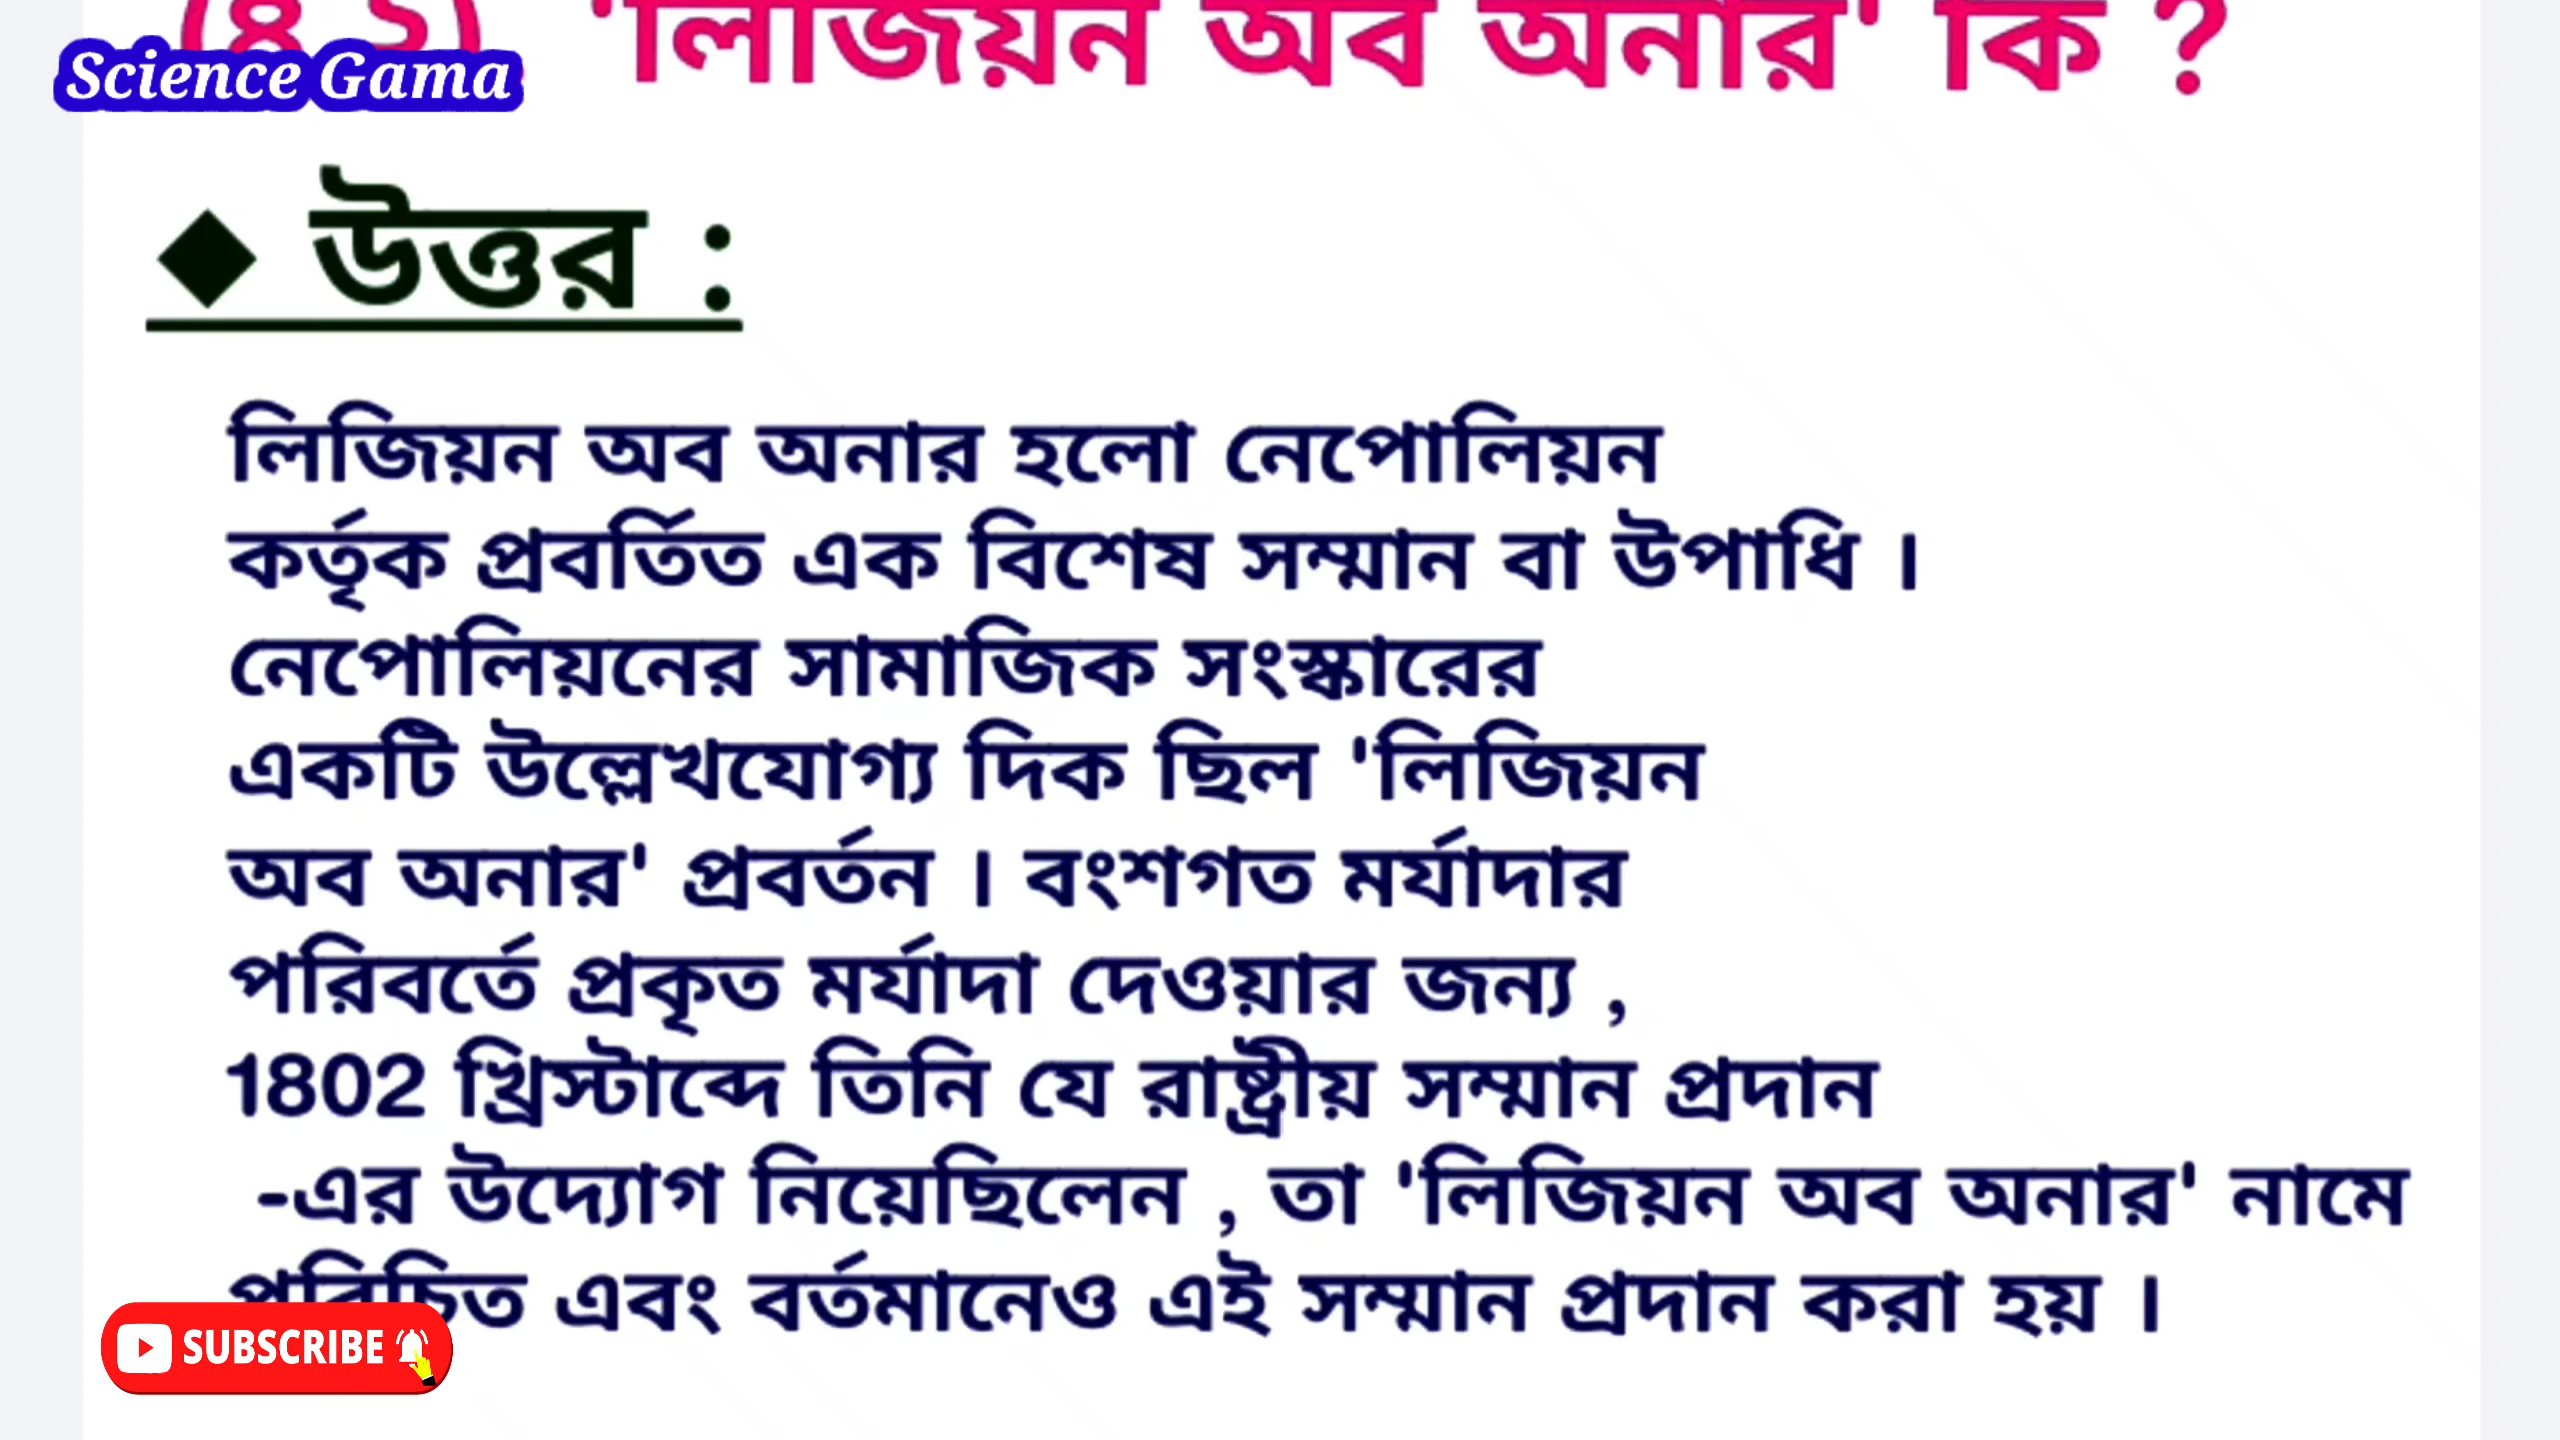 (৪.২) 'লিজিয়ন অব অনার' কি ?
Science Gama
◆ উত্তর :
লিজিয়ন অব অনার হলো নেপোলিয়ন
কর্তৃক প্রবর্তিত এক বিশেষ সম্মান বা উপাধি ।
নেপোলিয়নের সামাজিক সংস্কারের
একটি উল্লেখযোগ্য দিক ছিল 'লিজিয়ন
অব অনার' প্রবর্তন । বংশগত মর্যাদার
পরিবর্তে প্রকৃত মর্যাদা দেওয়ার জন্য ,
1802 খ্রিস্টাব্দে তিনি যে রাষ্ট্রীয় সম্মান প্রদান
-এর উদ্যোগ নিয়েছিলেন , তা 'লিজিয়ন অব অনার' নামে
পরিচিত এবং বর্তমানেও এই সম্মান প্রদান করা হয় ।
SUBSCRIBE